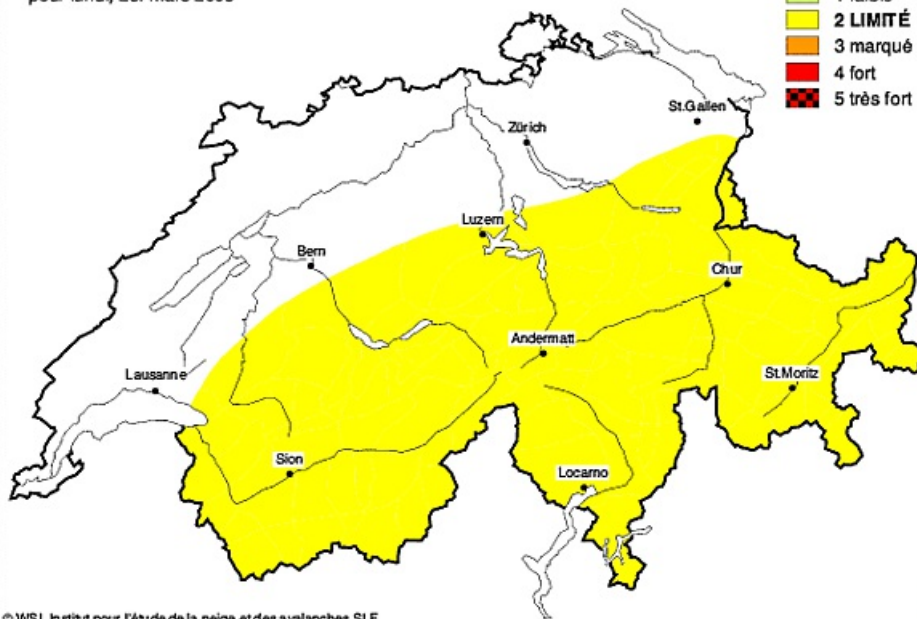 1 faible
2 LIMITÉ
3 marqué
4 fort
5 très fort
St.Gallen
Zürich
Luzern
Bern
Chur
Andermatt
Lausanne
St.Moritz
Sion
Locarno
© WSL Institut pour l'étude de la neige et des avalanches SLF